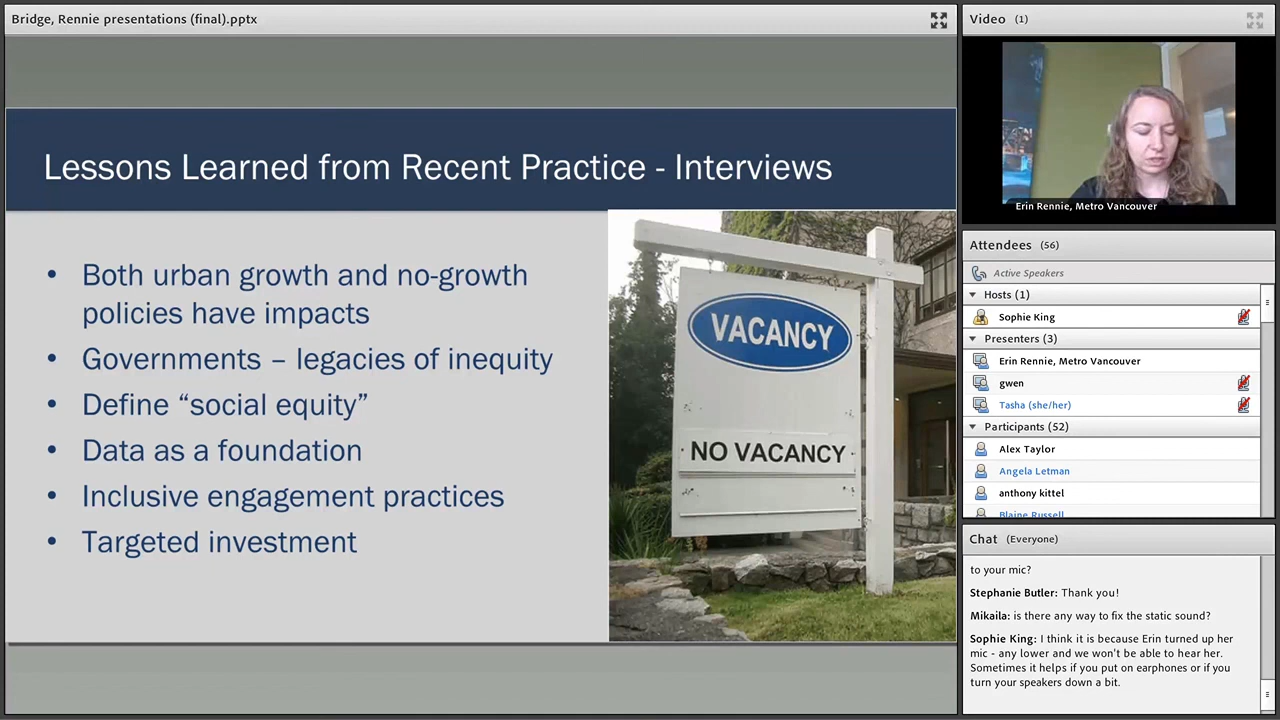 Bridge, Rennie presentations (final).pptx
Lessons Learned from Recent Practice - Interviews
• Both urban growth and no-growth
policies have impacts
• Governments – legacies of inequity
• Define “social equity”
• Data as a foundation
• Inclusive engagement practices
• Targeted investment
VACANCY
NO VACANCY
Video (1)
Erin Rennie, Metro Vancouver
Attendees (56)
Active Speakers
Hosts (1)
Sophie King
Presenters (3)
Erin Rennie, Metro Vancouver
gwen
Tasha (she/her)
Participants (52)
Alex Taylor
Angela Letman
anthony kittel
Blaine Russell
Chat (Everyone)
to your mic?
Stephanie Butler: Thank you!
Mikaila: is there any way to fix the static sound?
Sophie King: I think it is because Erin turned up her
mic - any lower and we won't be able to hear her.
Sometimes it helps if you put on earphones or if you
turn your speakers down a bit.